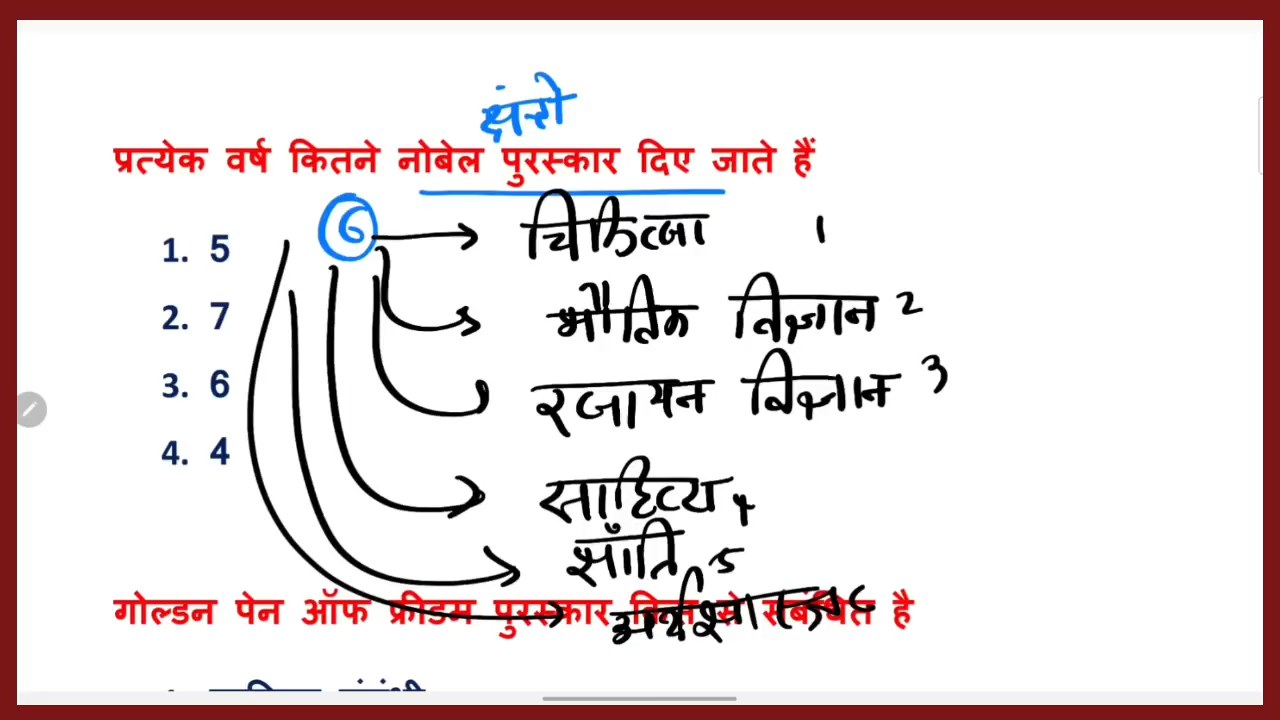 क्षेत्रो
प्रत्येक वर्ष कितने नोबेल पुरस्कार दिए जाते हैं
6
चिकित्सा 1
1. 5
भौतिक विज्ञान 2
2. 7
रसायन विज्ञान 3
3. 6
4. 4
साहित्य 4
शाँति 5
अर्थशास्त्र 6
गोल्डन पेन ऑफ फ्रीडम पुरस्कार किस से संबंधित है